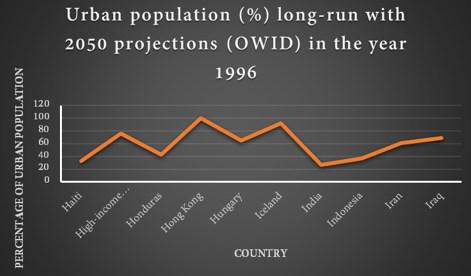 Urban population (%) long-run with
2050 projections (OWID) in the year
1996
PERCENTAGE OF URBAN POPULATION
120
100
80
60
40
20
0
Haiti
High-income...
Honduras
Hong Kong
Hungary
Iceland
India
Indonesia
Iran
Iraq
COUNTRY